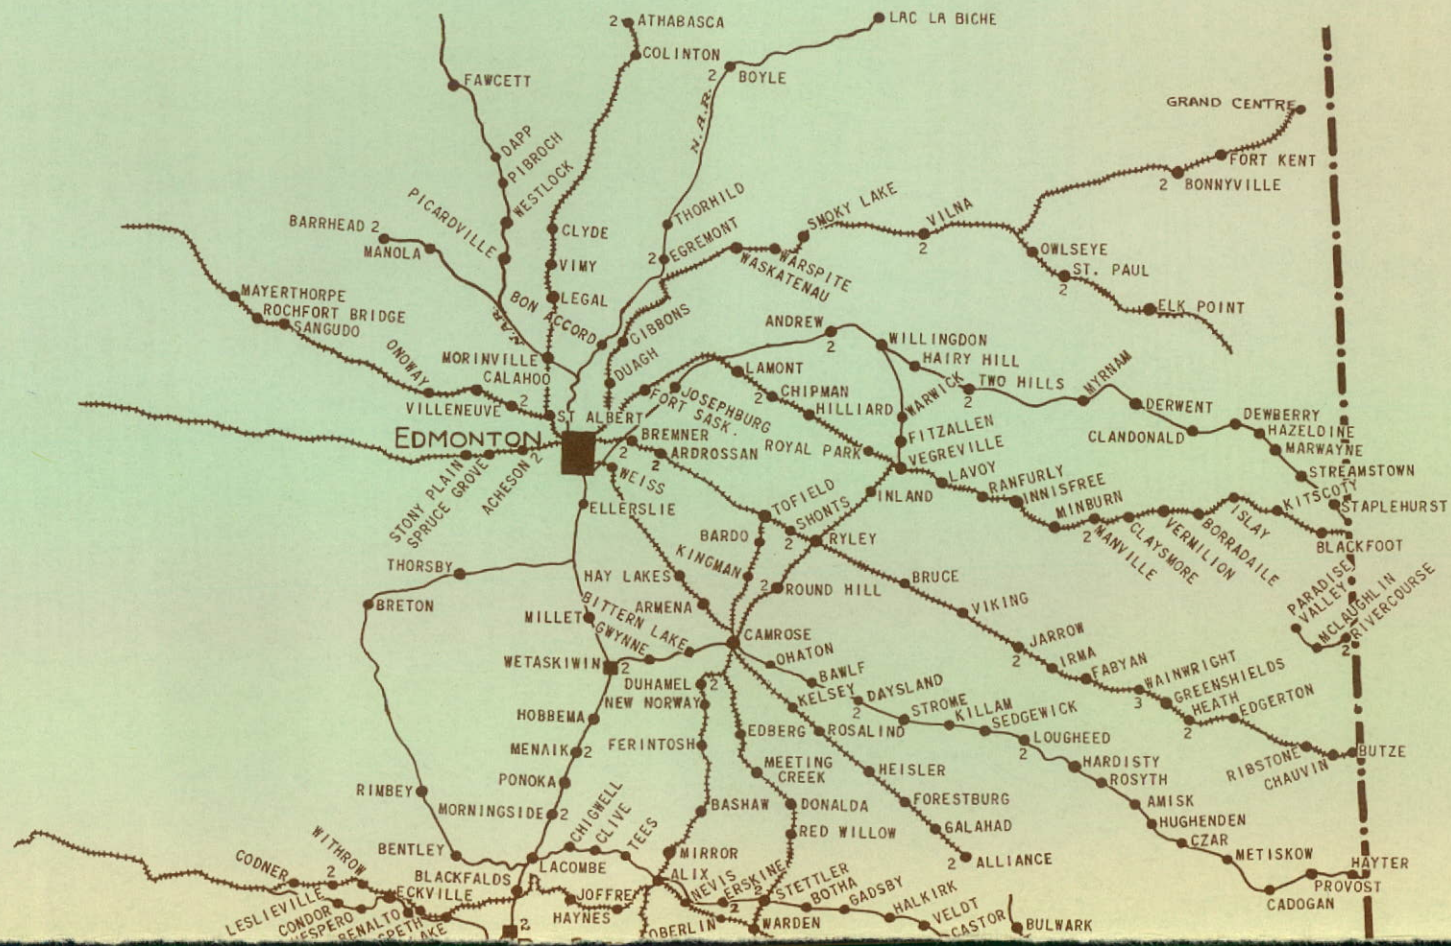 2 ATHABASCA
LAC LA BICHE
COLINTON
FAWCETT
2 BOYLE
N.A.R.
GRAND CENTRE
DAPP
PIBROCH
WESTLOCK
FORT KENT
2 BONNYVILLE
PICARDVILLE
THORHILD
SMOKY LAKE
VILNA
2
BARRHEAD 2
MANOLA
CLYDE
2 EGREMONT
WASKATENAU
WARSPITE
OWLSEYE
VIMY
ST. PAUL
2
MAYERTHORPE
ROCHFORT BRIDGE
SANGUDO
LEGAL
BON ACCORD
GIBBONS
ELK POINT
N.A.R.
ANDREW
2
WILLINGDON
HAIRY HILL
ONOWAY
MORINVILLE
CALAHOO
DUAGH
LAMONT
TWO HILLS
2
MYRNAM
VILLENEUVE
2
ST ALBERT
JOSEPHBURG
FORT SASK.
CHIPMAN
2
HILLIARD
WARWICK
DERWENT
DEWBERRY
EDMONTON
BREMNER
2
ARDROSSAN
2
ROYAL PARK
FITZALLEN
VEGREVILLE
CLANDONALD
HAZELDINE
MARWAYNE
STONY PLAIN
SPRUCE GROVE
ACHESON 2
WEISS
LAVOY
RANFURLY
INNISFREE
STREAMSTOWN
KITSCOTY
STAPLEHURST
ELLERSLIE
TOFIELD
SHONTS
2
INLAND
MINBURN
2 MANVILLE
CLAYSMORE
VERMILION
BORRADAILE
ISLAY
BLACKFOOT
BARDO
RYLEY
KINGMAN
THORSBY
HAY LAKES
2 ROUND HILL
BRUCE
PARADISE
VALLEY
MCLAUGHLIN
2 RIVERCOURSE
BRETON
MILLET
BITTERN LAKE
ARMENA
VIKING
GWYNNE
CAMROSE
JARROW
2
WETASKIWIN 2
OHATON
IRMA
FABYAN
DUHAMEL 2
BAWLF
WAINWRIGHT
3
NEW NORWAY
KELSEY
DAYSLAND
2
GREENSHIELDS
HEATH
2
EDGERTON
HOBBEMA
STROME
KILLAM
SEDGEWICK
FERINTOSH
EDBERG
ROSALIND
LOUGHEED
2
MENAIK 2
RIBSTONE
CHAUVIN
BUTZE
MEETING
CREEK
HEISLER
HARDISTY
ROSYTH
PONOKA
RIMBEY
MORNINGSIDE 2
BASHAW
DONALDA
FORESTBURG
AMISK
HUGHENDEN
RED WILLOW
GALAHAD
CHIGWELL
CLIVE
TEES
CZAR
BENTLEY
LACOMBE
MIRROR
2 ALLIANCE
METISKOW
HAYTER
PROVOST
CADOGAN
CODNER
WITHROW
2
BLACKFALDS
ALIX
ECKVILLE
JOFFRE
HAYNES
NEVIS
ERSKINE
2
2
STETTLER
BOTHA
GADSBY
HALKIRK
LESLIEVILLE
CONDOR
HESPERO
BENALTO
2
OBERLIN
WARDEN
VELDT
CASTOR
BULWARK